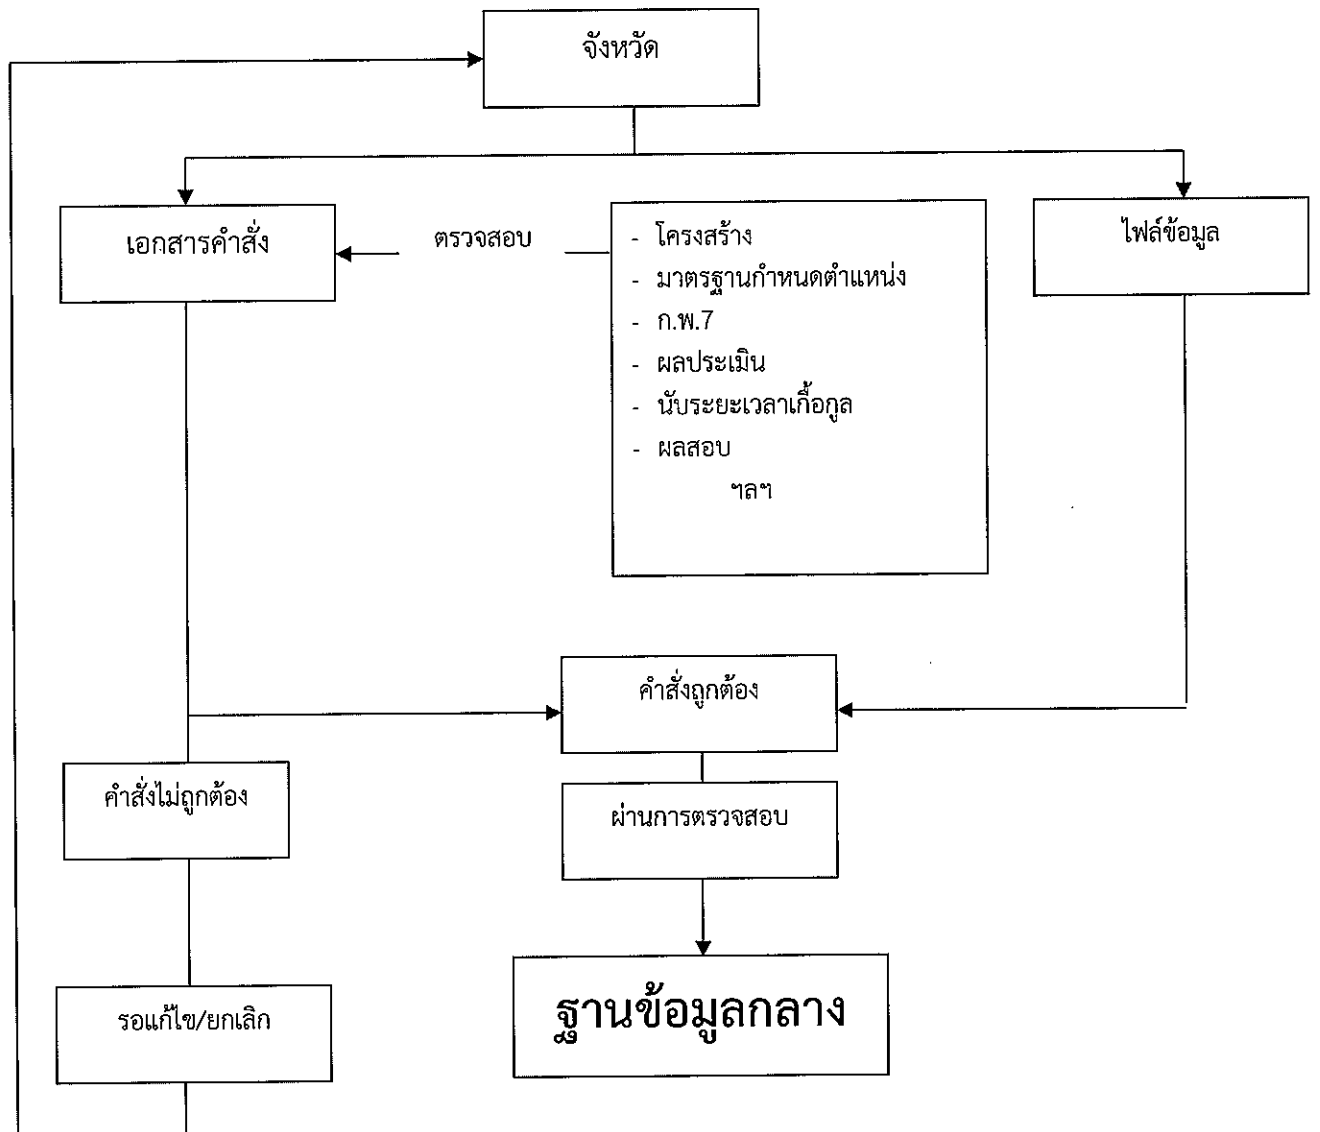 จังหวัด
เอกสารคำสั่ง
ตรวจสอบ
- โครงสร้าง
- มาตรฐานกำหนดตำแหน่ง
- ก.พ.7
- ผลประเมิน
- นับระยะเวลาเกื้อกูล
- ผลสอบ
ฯลฯ
ไฟล์ข้อมูล
คำสั่งถูกต้อง
คำสั่งไม่ถูกต้อง
ผ่านการตรวจสอบ
รอแก้ไข/ยกเลิก
ฐานข้อมูลกลาง